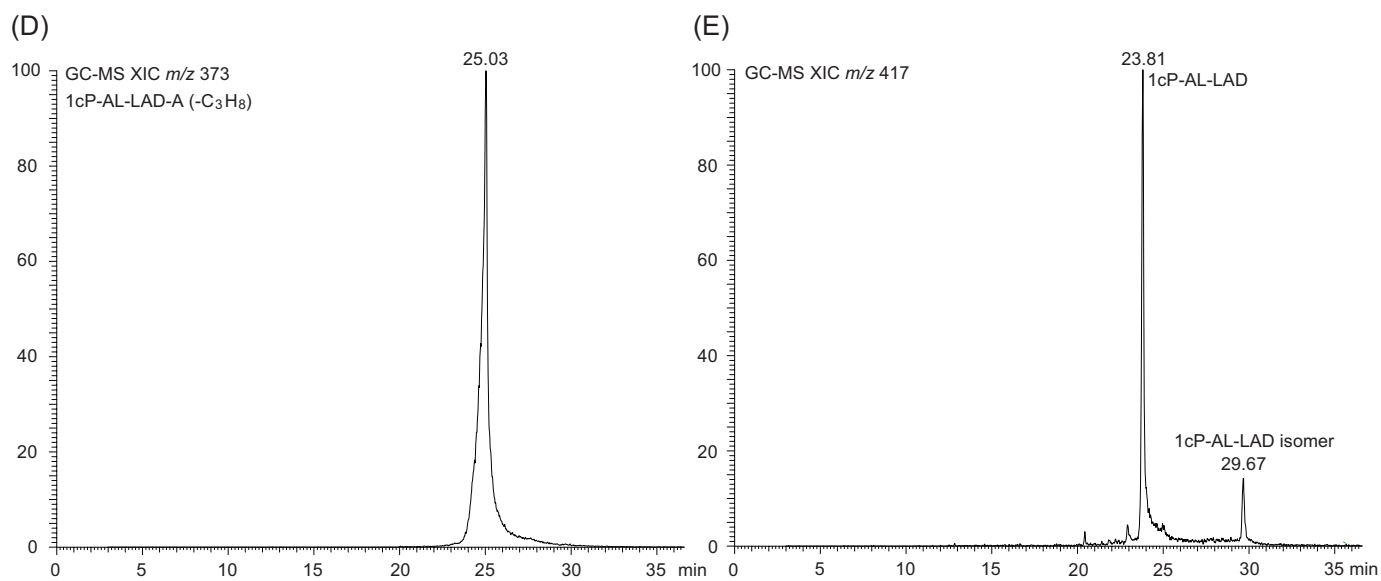 (D)
25.03
100
GC-MS XIC m/z 373
1cP-AL-LAD-A (-C₃H₈)
80
60
40
20
0
0 5 10 15 20 25 30 35 min
(E)
23.81
100
GC-MS XIC m/z 417
1cP-AL-LAD
80
60
40
1cP-AL-LAD isomer
20
29.67
0
0 5 10 15 20 25 30 35 min